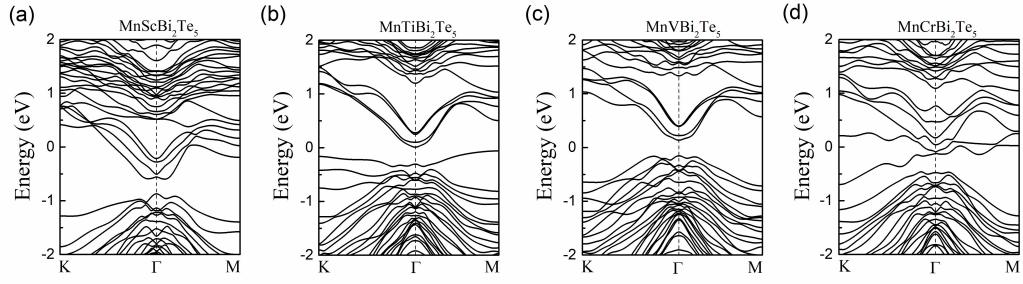 (a)
MnScBi₂Te₅
Energy (eV)
2
1
0
-1
-2
K
Γ
M
(b)
MnTiBi₂Te₅
Energy (eV)
2
1
0
-1
-2
K
Γ
M
(c)
MnVBi₂Te₅
Energy (eV)
2
1
0
-1
-2
K
Γ
M
(d)
MnCrBi₂Te₅
Energy (eV)
2
1
0
-1
-2
K
Γ
M